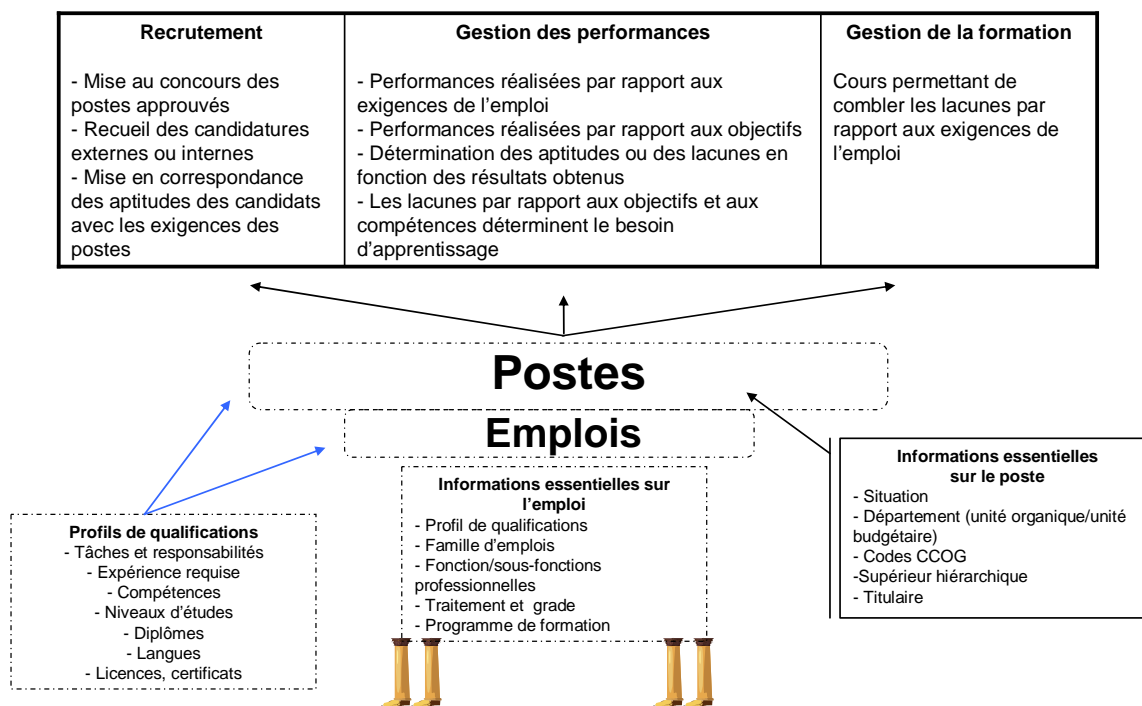 Recrutement
- Mise au concours des
postes approuvés
- Recueil des candidatures
externes ou internes
- Mise en correspondance
des aptitudes des candidats
avec les exigences des
postes
Gestion des performances
- Performances réalisées par rapport aux
exigences de l’emploi
- Performances réalisées par rapport aux objectifs
- Détermination des aptitudes ou des lacunes en
fonction des résultats obtenus
- Les lacunes par rapport aux objectifs et aux
compétences déterminent le besoin
d’apprentissage
Gestion de la formation
Cours permettant de
combler les lacunes par
rapport aux exigences de
l’emploi
Postes
Emplois
Profils de qualifications
- Tâches et responsabilités
- Expérience requise
- Compétences
- Niveaux d’études
- Diplômes
- Langues
- Licences, certificats
Informations essentielles sur
l’emploi
- Profil de qualifications
- Famille d’emplois
- Fonction/sous-fonctions
professionnelles
- Traitement et grade
- Programme de formation
Informations essentielles
sur le poste
- Situation
- Département (unité organique/unité
budgétaire)
- Codes CCOG
-Supérieur hiérarchique
- Titulaire